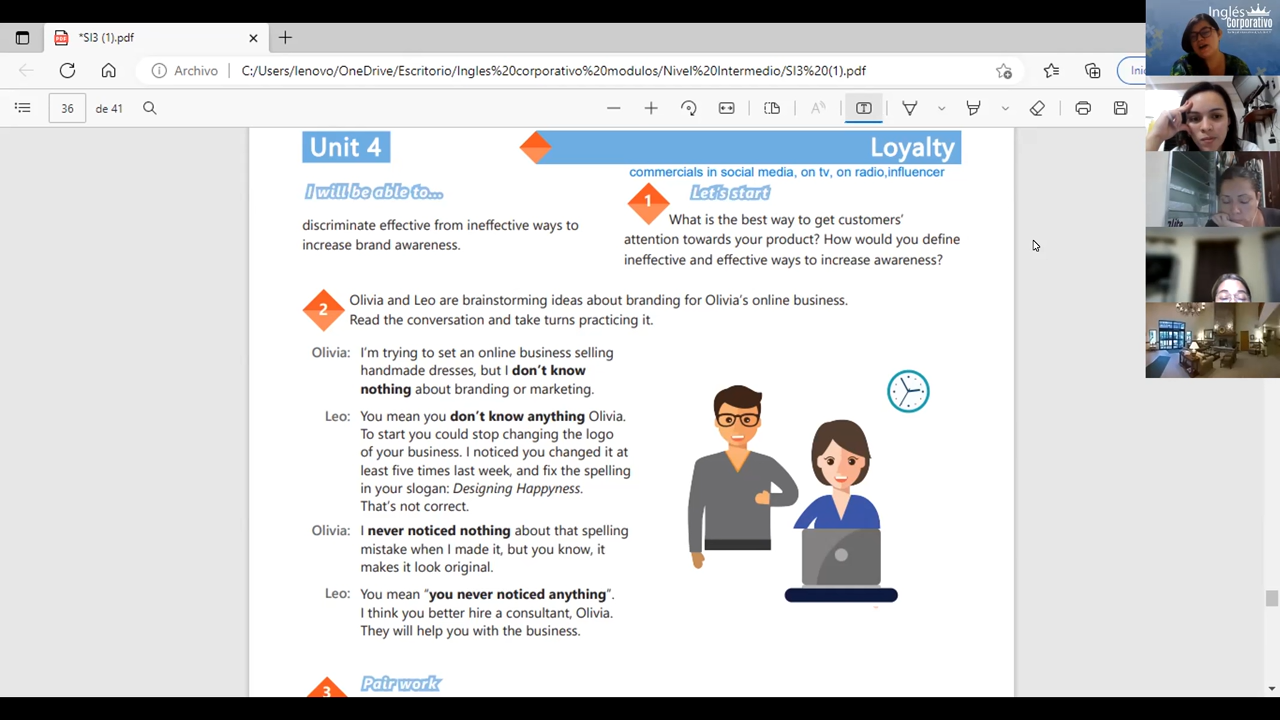 *SI3 (1).pdf
Archivo
C:/Users/lenovo/OneDrive/Escritorio/Ingles%20corporativo%20modulos/Nivel%20Intermedio/SI3%20(1).pdf
36
de 41
Inglés
Corporativo
Unit 4
Loyalty
commercials in social media, on tv, on radio,influencer
I will be able to...
discriminate effective from ineffective ways to
increase brand awareness.
1
Let's start
What is the best way to get customers'
attention towards your product? How would you define
ineffective and effective ways to increase awareness?
2
Olivia and Leo are brainstorming ideas about branding for Olivia's online business.
Read the conversation and take turns practicing it.
Olivia: I'm trying to set an online business selling
handmade dresses, but I don't know
nothing about branding or marketing.
Leo: You mean you don't know anything Olivia.
To start you could stop changing the logo
of your business. I noticed you changed it at
least five times last week, and fix the spelling
in your slogan: Designing Happyness.
That's not correct.
Olivia: I never noticed nothing about that spelling
mistake when I made it, but you know, it
makes it look original.
Leo: You mean "you never noticed anything".
I think you better hire a consultant, Olivia.
They will help you with the business.
3
Pair work